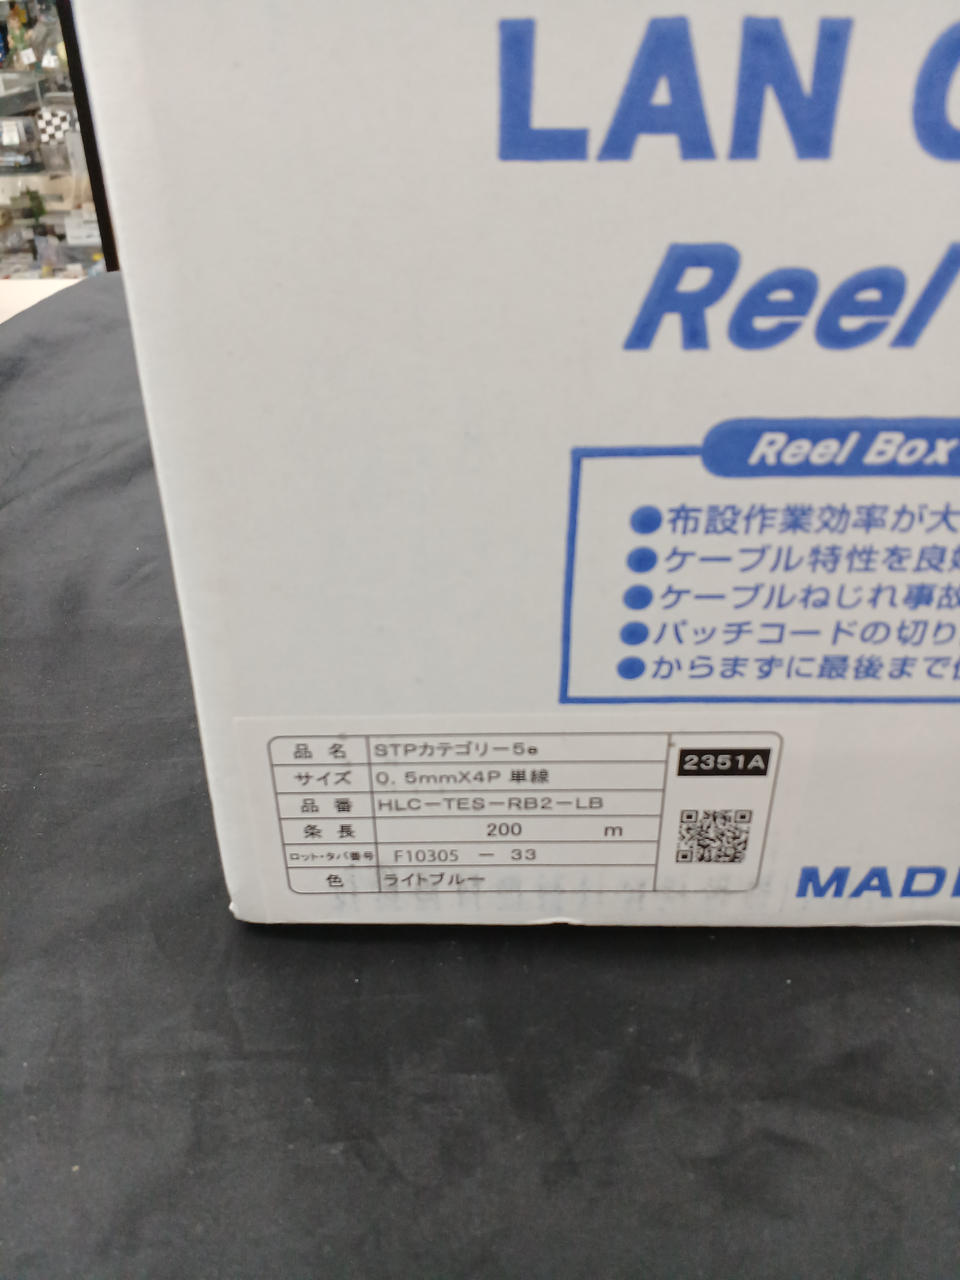 LAN
Reel
Reel Box
●布設作業効率が大
●ケーブル特性を良好
●ケーブルねじれ事故
●パッチコードの切り
●からまずに最後まで
品 名 STPカテゴリー5e
サイズ 0.5mmX4P 単線
品 番 HLC-TES-RB2-LB
条 長 200 m
ロット・タバ番号 F10305 - 33
色 ライトブルー
2351A
MADE